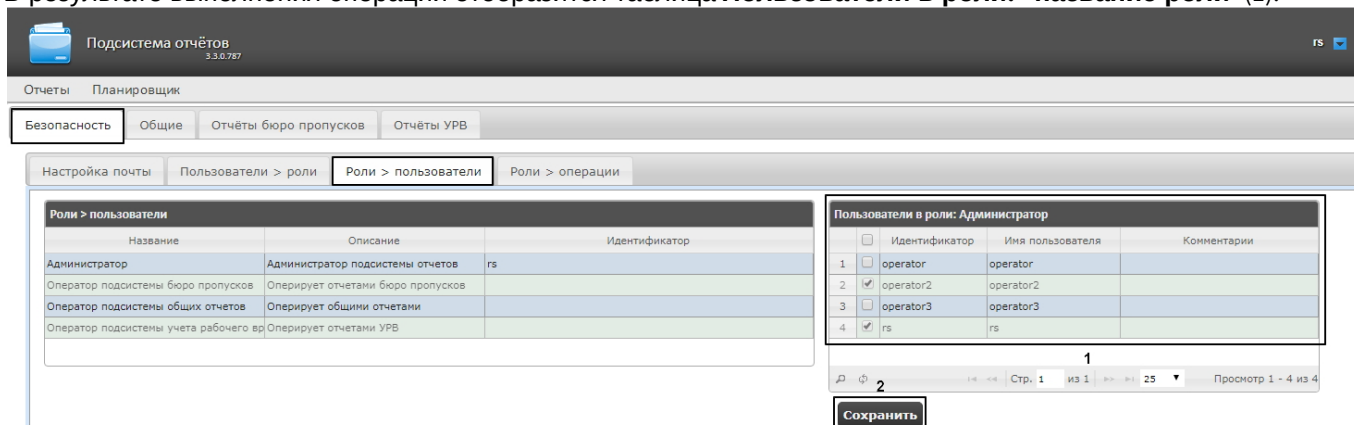 В результате выполнения операции отобразится таблица Пользователи в роли: "название роли" (1).
Подсистема отчётов
3.3.0.787
rs
Отчеты Планировщик
Безопасность Общие Отчёты бюро пропусков Отчёты УРВ
Настройка почты Пользователи > роли Роли > пользователи Роли > операции
Роли > пользователи
Название Описание Идентификатор
Администратор Администратор подсистемы отчетов rs
Оператор подсистемы бюро пропусков Оперирует отчетами бюро пропусков
Оператор подсистемы общих отчетов Оперирует общими отчетами
Оператор подсистемы учета рабочего вр Оперирует отчетами УРВ
Пользователи в роли: Администратор
Идентификатор Имя пользователя Комментарии
1 operator operator
2 operator2 operator2
3 operator3 operator3
4 rs rs
1
Стр. 1 из 1 25 Просмотр 1 - 4 из 4
2
Сохранить